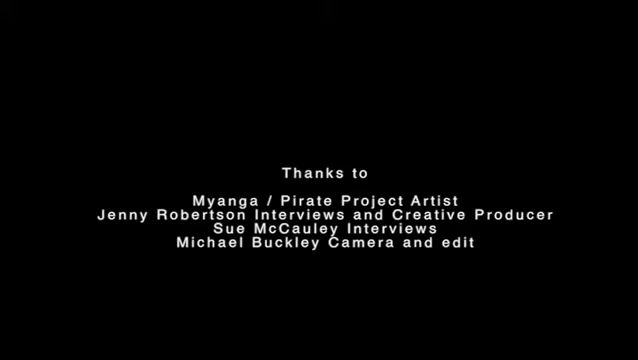 Thanks to
Myanga / Pirate Project Artist
Jenny Robertson Interviews and Creative Producer
Sue McCauley Interviews
Michael Buckley Camera and edit